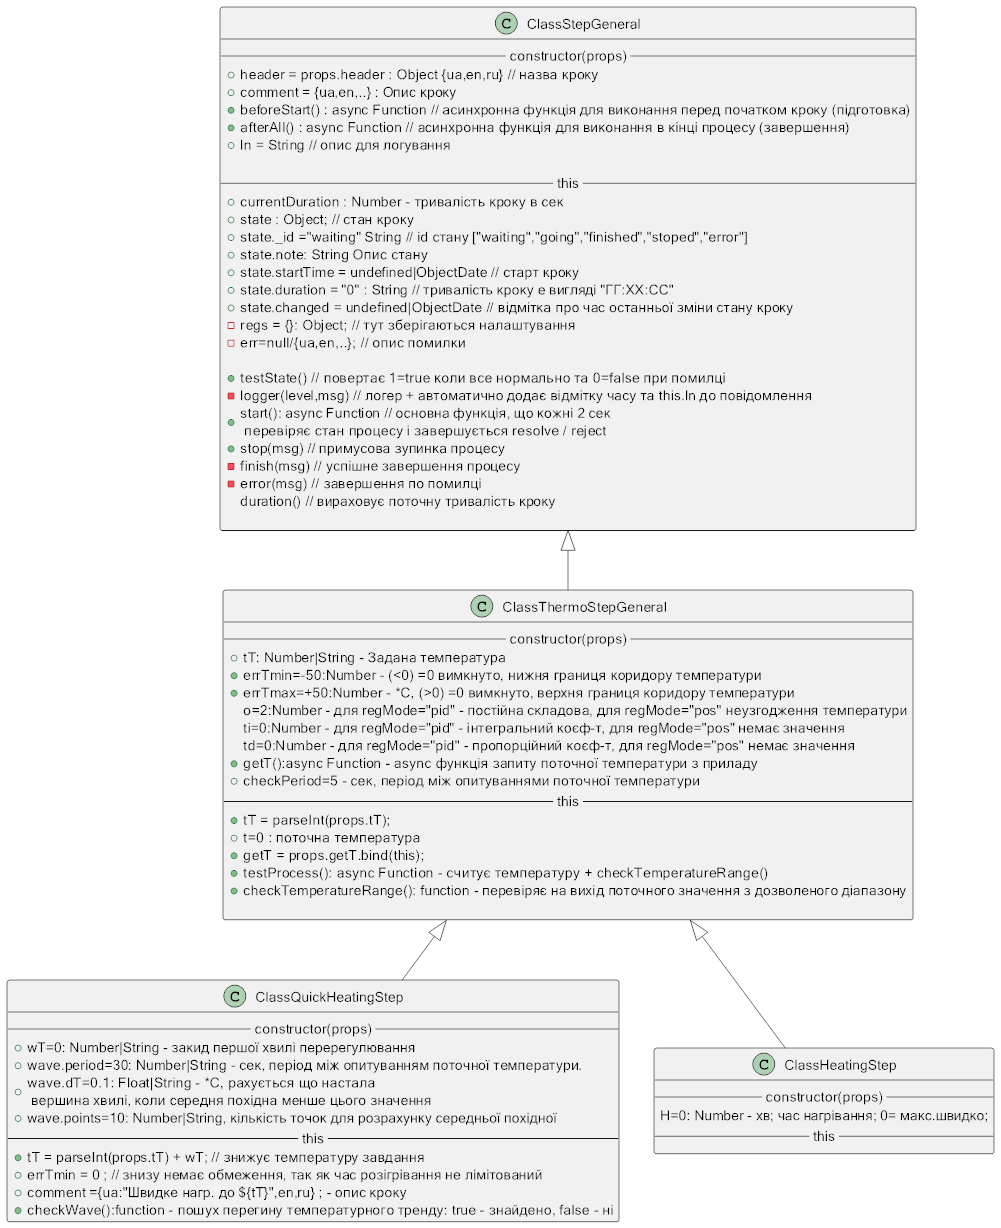 C ClassStepGeneral
constructor(props)
header = props.header : Object {ua,en,ru} // назва кроку
comment = {ua,en,..} : Опис кроку
beforeStart() : async Function // асинхронна функція для виконання перед початком кроку (підготовка)
afterAll() : async Function // асинхронна функція для виконання в кінці процесу (завершення)
ln = String // опис для логування
this
currentDuration : Number - тривалість кроку в сек
state : Object; // стан кроку
state._id ="waiting" String // id стану ["waiting","going","finished","stoped","error"]
state.note: String Опис стану
state.startTime = undefined|ObjectDate // старт кроку
state.duration = "0" : String // тривалість кроку е вигляді "ГГ:ХХ:СС"
state.changed = undefined|ObjectDate // відмітка про час останньої зміни стану кроку
regs = {}: Object; // тут зберігаються налаштування
err=null/{ua,en,..}; // опис помилки
testState() // повертає 1=true коли все нормально та 0=false при помилці
logger(level,msg) // логер + автоматично додає відмітку часу та this.ln до повідомлення
start(): async Function // основна функція, що кожні 2 сек
перевіряє стан процесу і завершується resolve / reject
stop(msg) // примусова зупинка процесу
finish(msg) // успішне завершення процесу
error(msg) // завершення по помилці
duration() // вираховує поточну тривалість кроку
C ClassThermoStepGeneral
constructor(props)
tT: Number|String - Задана температура
errTmin=-50:Number - (<0) =0 вимкнуто, нижня границя коридору температури
errTmax=+50:Number - *C, (>0) =0 вимкнуто, верхня границя коридору температури
o=2:Number - для regMode="pid" - постійна складова, для regMode="pos" неузгодження температури
ti=0:Number - для regMode="pid" - інтегральний коєф-т, для regMode="pos" немає значення
td=0:Number - для regMode="pid" - пропорційний коєф-т, для regMode="pos" немає значення
getT():async Function - async функція запиту поточної температури з приладу
checkPeriod=5 - сек, період між опитуваннями поточної температури
this
tT = parseInt(props.tT);
t=0 : поточна температура
getT = props.getT.bind(this);
testProcess(): async Function - считує температуру + checkTemperatureRange()
checkTemperatureRange(): function - перевіряє на вихід поточного значення з дозволеного діапазону
C ClassQuickHeatingStep
constructor(props)
wT=0: Number|String - закид першої хвилі перерегулювання
wave.period=30: Number|String - сек, період між опитуванням поточної температури.
wave.dT=0.1: Float|String - *C, рахується що настала
вершина хвилі, коли середня похідна менше цього значення
wave.points=10: Number|String, кількість точок для розрахунку середньої похідної
this
tT = parseInt(props.tT) + wT; // знижує температуру завдання
errTmin = 0 ; // знизу немає обмеження, так як час розігрівання не лімітований
comment ={ua:"Швидке нагр. до ${tT}",en,ru} ; - опис кроку
checkWave():function - пошух перегину температурного тренду: true - знайдено, false - ні
C ClassHeatingStep
constructor(props)
H=0: Number - хв; час нагрівання; 0= макс.швидко;
this